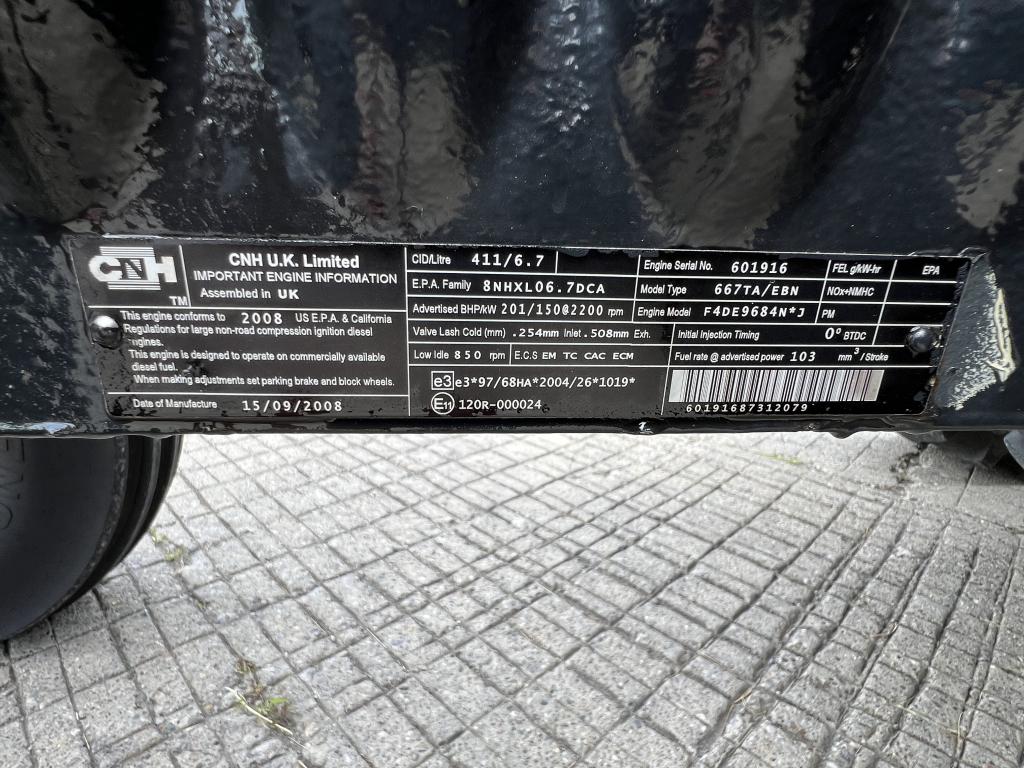 CNH
TM
CNH U.K. Limited
IMPORTANT ENGINE INFORMATION
Assembled in UK
This engine conforms to 2008 US E.P.A. & California
Regulations for large non-road compression ignition diesel
engines.
This engine is designed to operate on commercially available
diesel fuel.
When making adjustments set parking brake and block wheels.
Date of Manufacture 15/09/2008
CID/Litre 411/6.7
E.P.A. Family 8NHXL06.7DCA
Advertised BHP/kW 201/150@2200 rpm
Valve Lash Cold (mm) .254mm Inlet .508mm Exh.
Low Idle 850 rpm E.C.S EM TC CAC ECM
e3 e3*97/68HA*2004/26*1019*
E11 120R-000024
Engine Serial No. 601916
Model Type 667TA/EBN
Engine Model F4DE9684N*J
Initial Injection Timing 0° BTDC
Fuel rate @ advertised power 103 mm³/Stroke
60191687312079
FEL g/kW-hr EPA
NOx+NMHC
PM